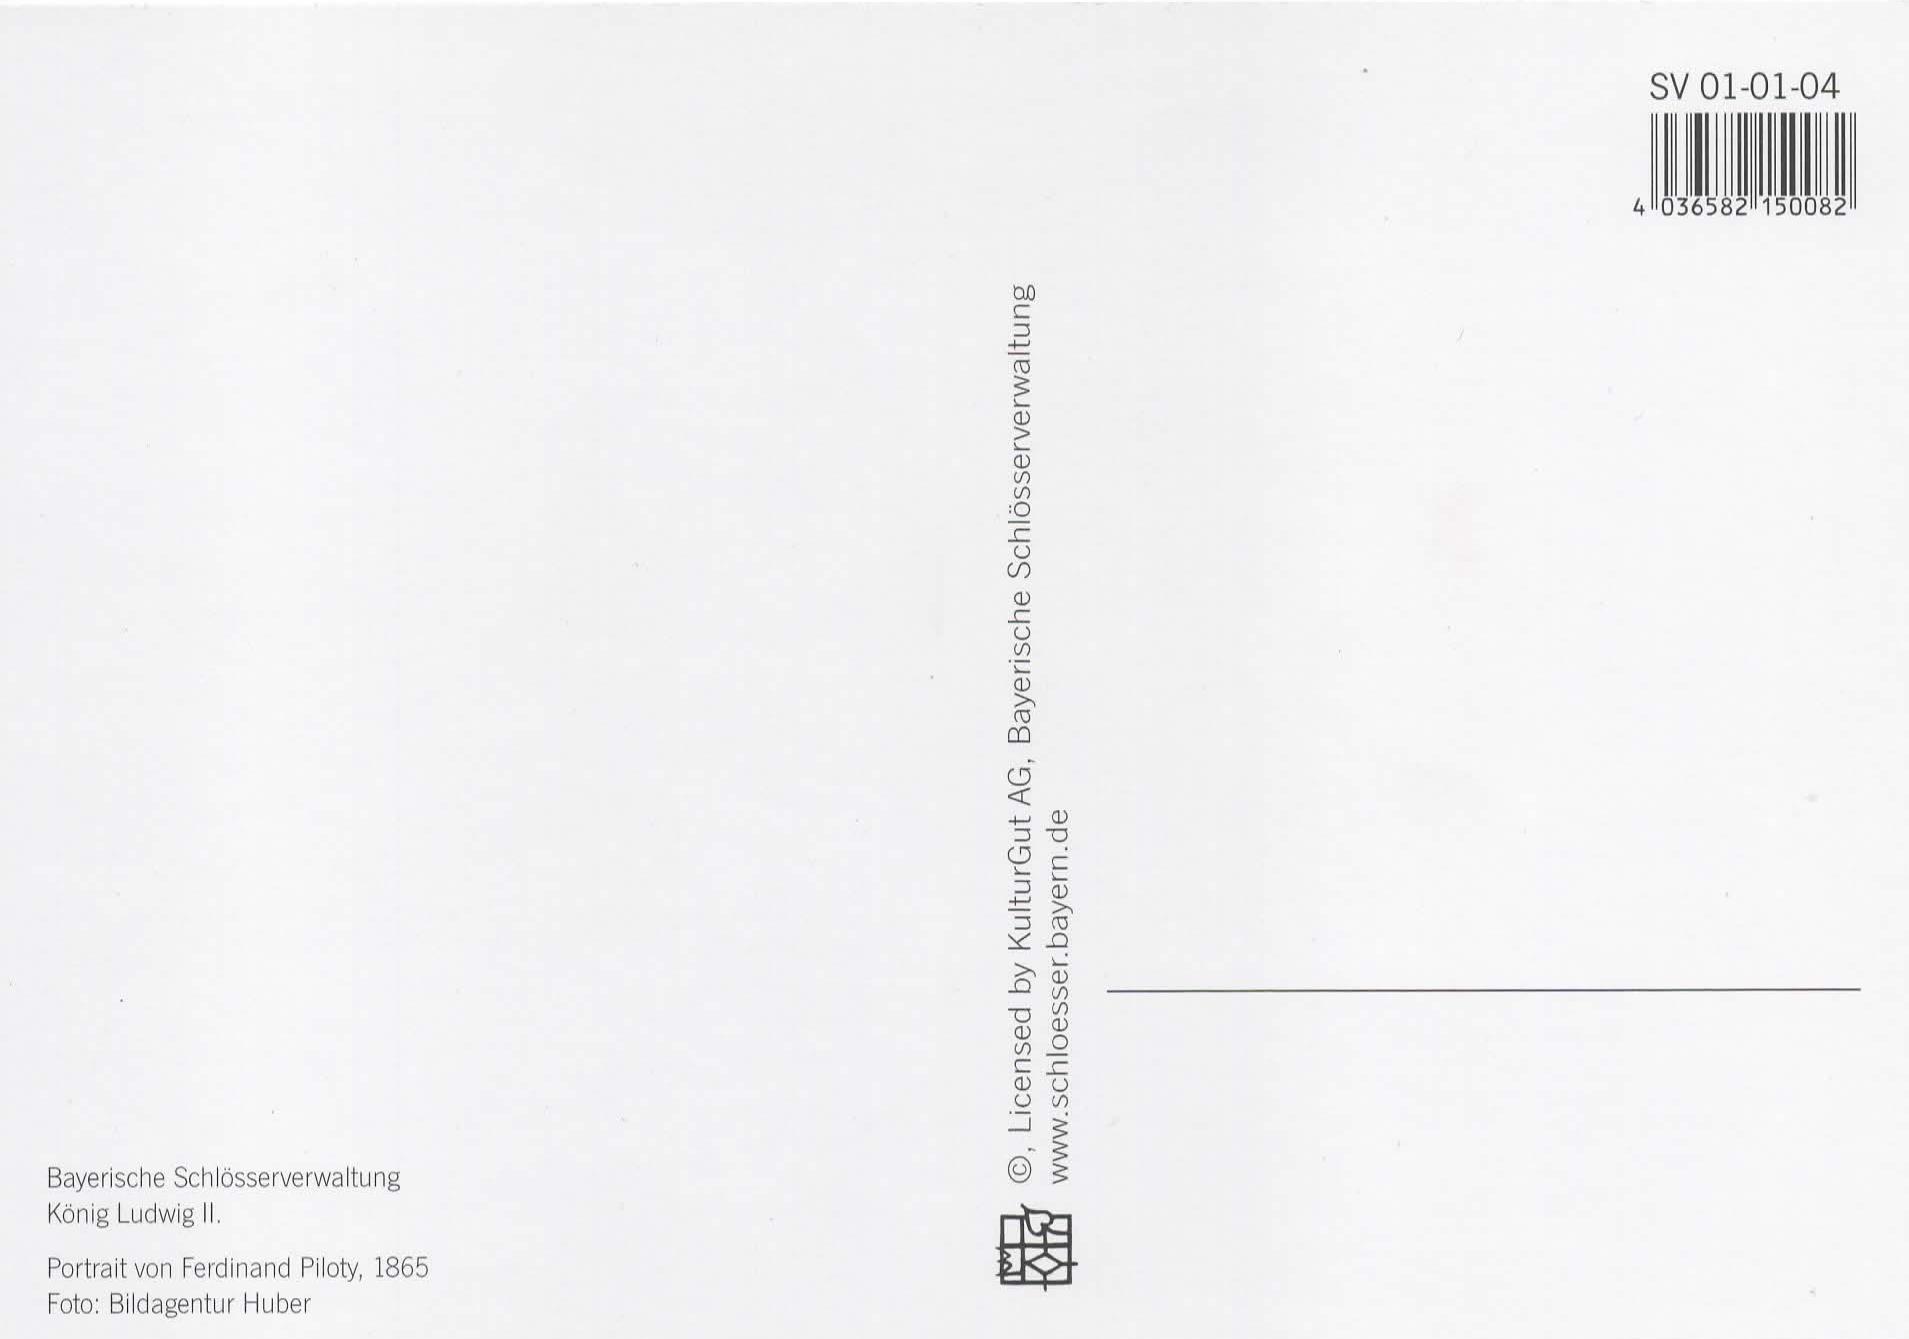 SV 01-01-04
4 036582 150082
©, Licensed by KulturGut AG, Bayerische Schlösserverwaltung
www.schloesser.bayern.de
Bayerische Schlösserverwaltung
König Ludwig II.
Portrait von Ferdinand Piloty, 1865
Foto: Bildagentur Huber